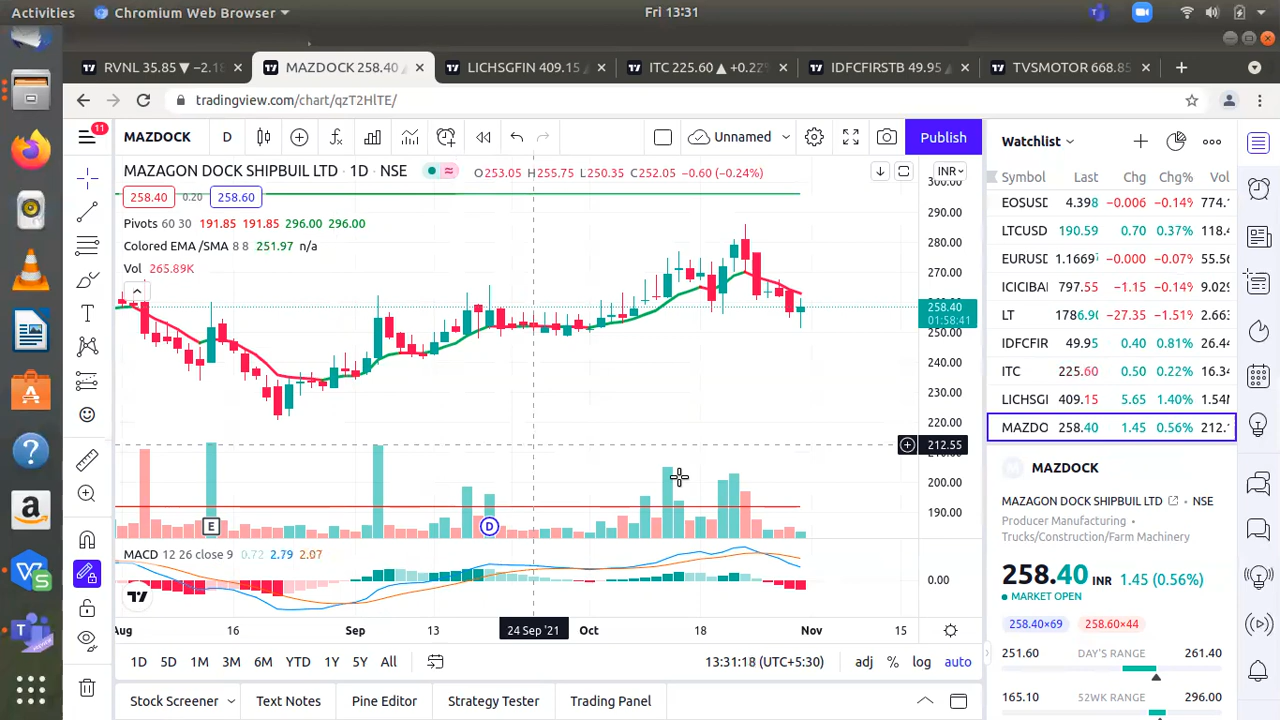 Activities Chromium Web Browser Fri 13:31
RVNL 35.85 ▼ −2.18 MAZDOCK 258.40 ▲ LICHSGFIN 409.15 ITC 225.60 ▲ +0.22% IDFCFIRSTB 49.95 TVSMOTOR 668.85
tradingview.com/chart/qzT2HlTE/
11 MAZDOCK D Unnamed Publish Watchlist
MAZAGON DOCK SHIPBUIL LTD · 1D · NSE O253.05 H255.75 L250.35 C252.05 −0.60 (−0.24%) INR
258.40 0.20 258.60
Pivots 60 30 191.85 191.85 296.00 296.00
Colored EMA /SMA 8 8 251.97 n/a
Vol 265.89K
300.00
290.00
280.00
270.00
258.40
01:58:41
250.00
240.00
230.00
220.00
212.55
200.00
190.00
E D
MACD 12 26 close 9 0.72 2.79 2.07
0.00
Aug 16 Sep 13 24 Sep '21 Oct 18 Nov 15
1D 5D 1M 3M 6M YTD 1Y 5Y All 13:31:18 (UTC+5:30) adj % log auto
Stock Screener Text Notes Pine Editor Strategy Tester Trading Panel
Symbol Last Chg Chg% Vol
EOSUSD 4.398 −0.006 −0.14% 774.
LTCUSD 190.59 0.70 0.37% 118.4
EURUSD 1.1669 −0.000 −0.07% 55.56
ICICIBA 797.55 −1.15 −0.14% 9.029
LT 1786.90 −27.35 −1.51% 2.663
IDFCFIR 49.95 0.40 0.81% 26.44
ITC 225.60 0.50 0.22% 16.34
LICHSGI 409.15 5.65 1.40% 1.54
MAZDO 258.40 1.45 0.56% 212.
MAZDOCK
MAZAGON DOCK SHIPBUIL LTD · NSE
Producer Manufacturing •
Trucks/Construction/Farm Machinery
258.40 INR 1.45 (0.56%)
MARKET OPEN
258.40×69 258.60×44
251.60 DAY'S RANGE 261.40
165.10 52WK RANGE 296.00